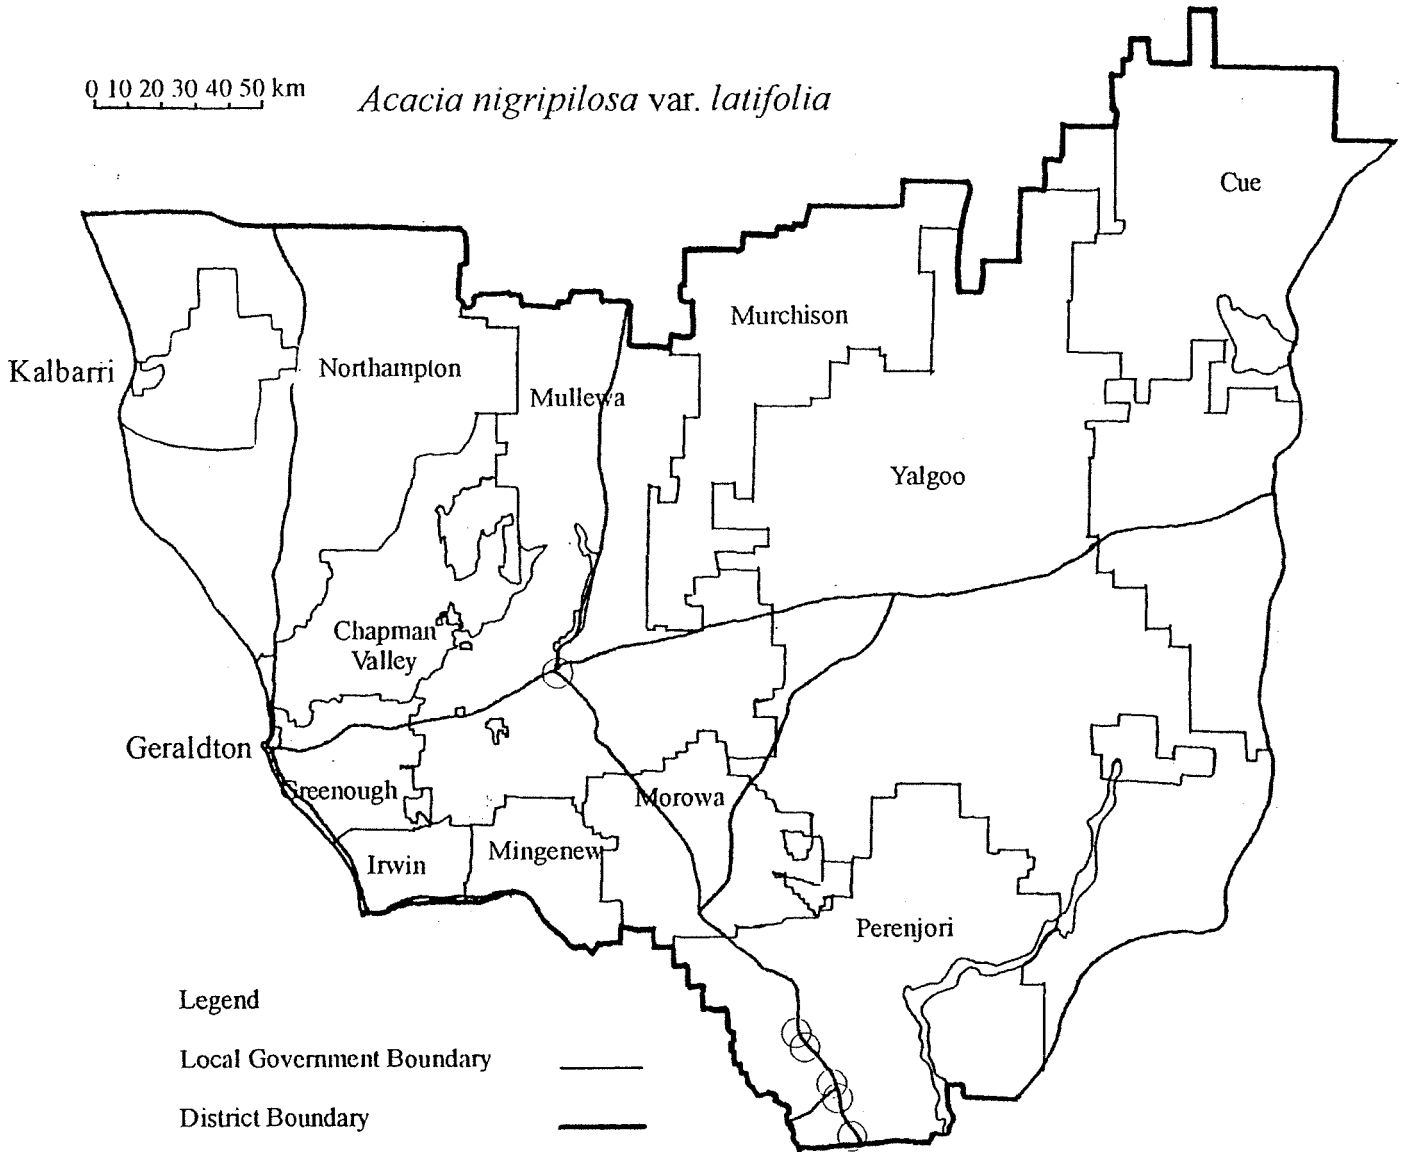 0 10 20 30 40 50 km
Acacia nigripilosa var. latifolia
Cue
Murchison
Kalbarri
Northampton
Mullewa
Yalgoo
Chapman
Valley
Geraldton
Greenough
Morowa
Irwin
Mingenew
Perenjori
Legend
Local Government Boundary
District Boundary